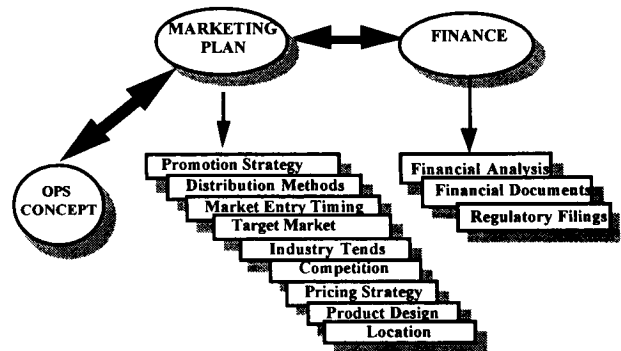 MARKETING
PLAN
FINANCE
OPS
CONCEPT
Promotion Strategy
Distribution Methods
Market Entry Timing
Target Market
Industry Tends
Competition
Pricing Strategy
Product Design
Location
Financial Analysis
Financial Documents
Regulatory Filings